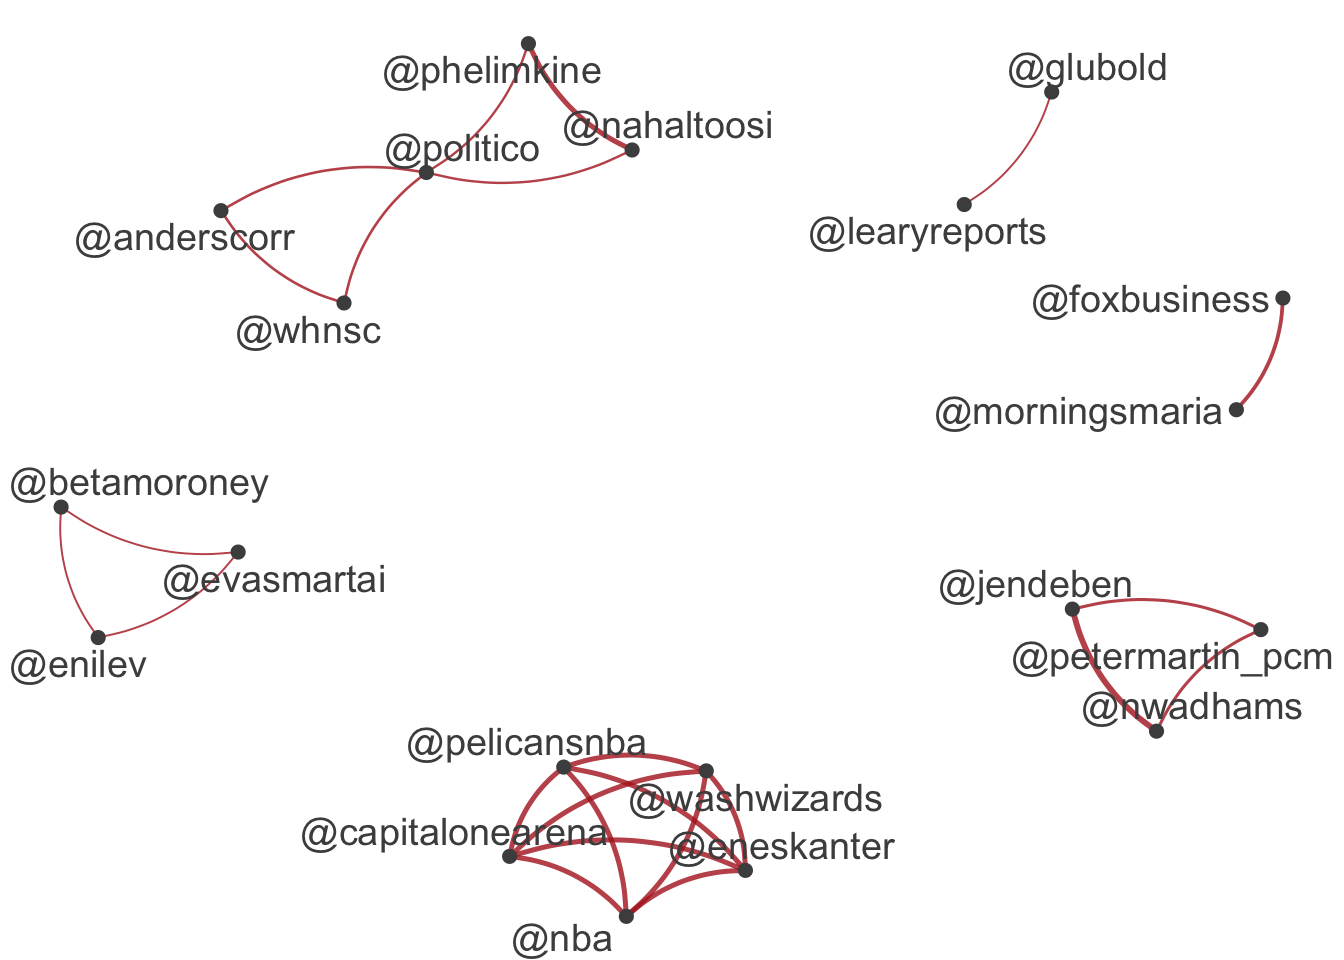 @phelimkine
@glubold
@nahaltoosi
@politico
@anderscorr
@learyreports
@foxbusiness
@whnsc
@morningsmaria
@betamoroney
@evasmartai
@jendeben
@enilev
@petermartin_pcm
@nwadhams
@pelicansnba
@washwizards
@capitalonearena
@eneskanter
@nba